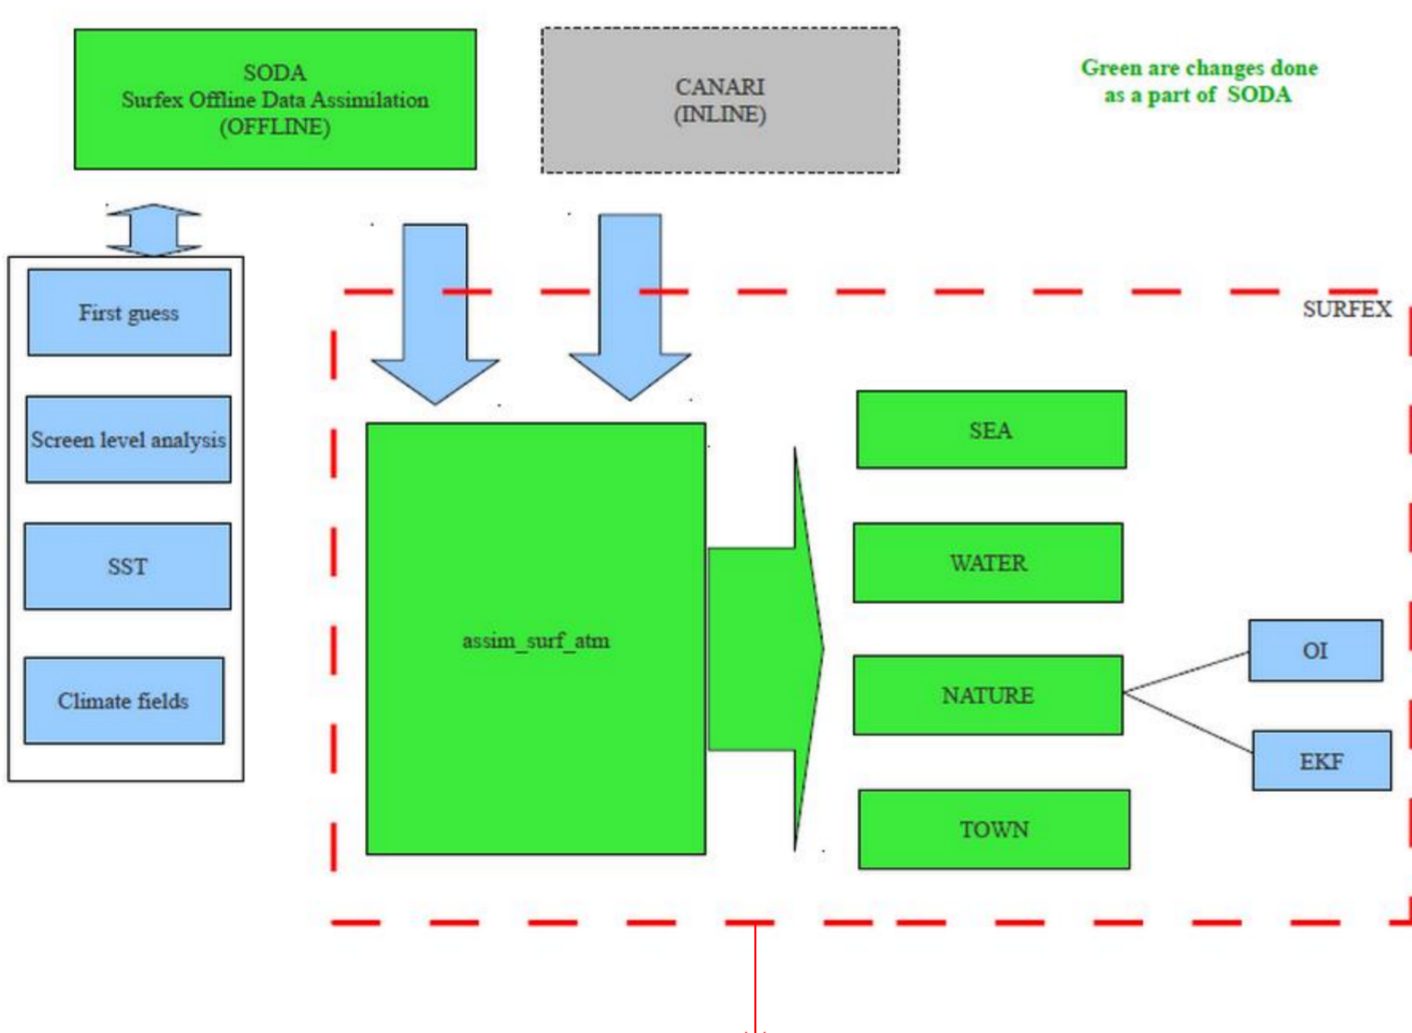 SODA
Surfex Offline Data Assimilation
(OFFLINE)
CANARI
(INLINE)
Green are changes done
as a part of SODA
First guess
Screen level analysis
SST
Climate fields
SURFEX
assim_surf_atm
SEA
WATER
NATURE
TOWN
OI
EKF